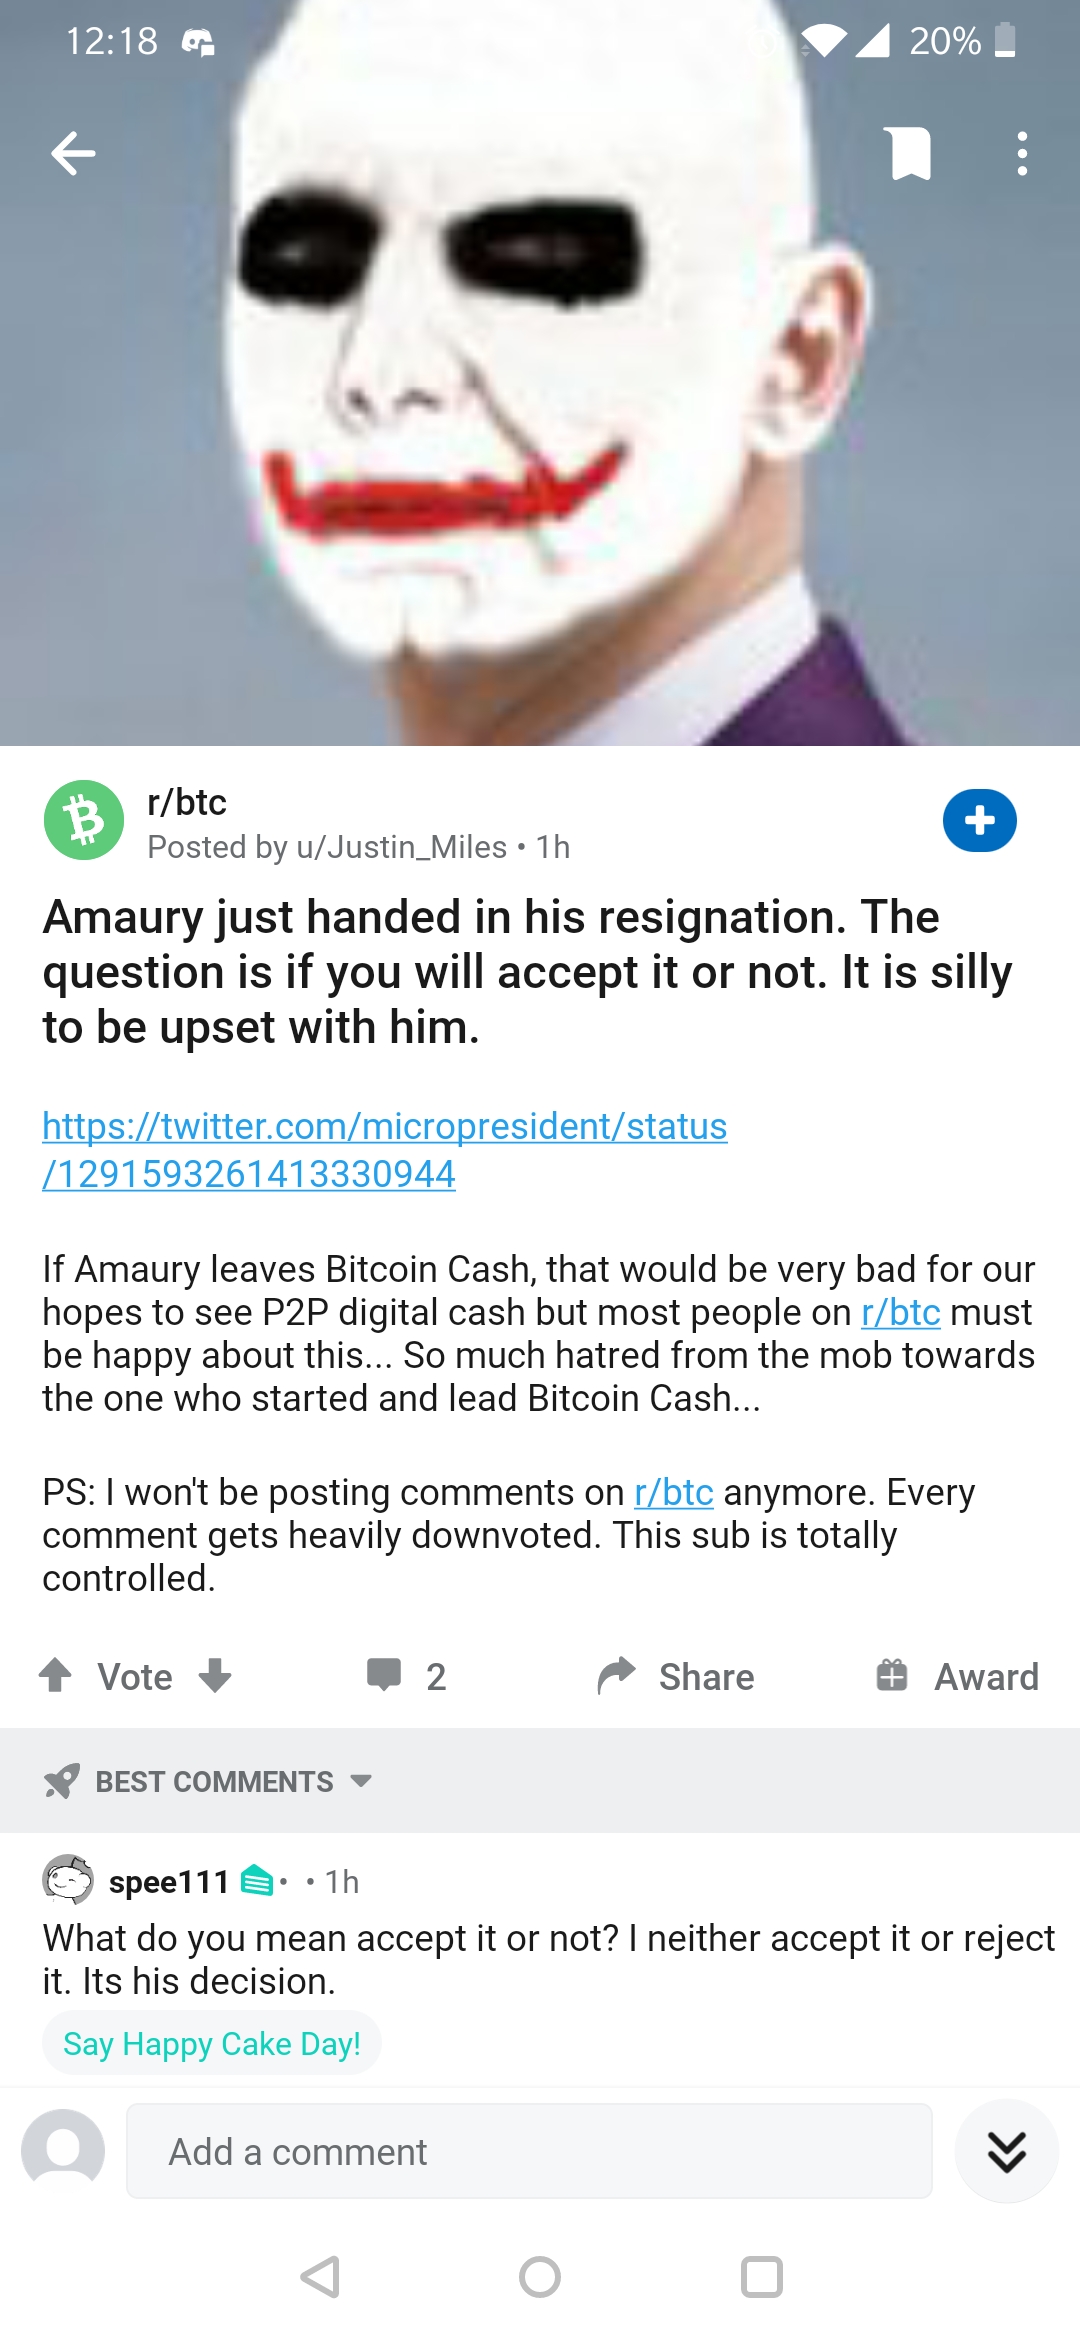 12:18
20%
r/btc
Posted by u/Justin_Miles • 1h
Amaury just handed in his resignation. The
question is if you will accept it or not. It is silly
to be upset with him.
https://twitter.com/micropresident/status
/1291593261413330944
If Amaury leaves Bitcoin Cash, that would be very bad for our
hopes to see P2P digital cash but most people on r/btc must
be happy about this... So much hatred from the mob towards
the one who started and lead Bitcoin Cash...
PS: I won't be posting comments on r/btc anymore. Every
comment gets heavily downvoted. This sub is totally
controlled.
Vote 2 Share Award
BEST COMMENTS
spee111 • • 1h
What do you mean accept it or not? I neither accept it or reject
it. Its his decision.
Say Happy Cake Day!
Add a comment